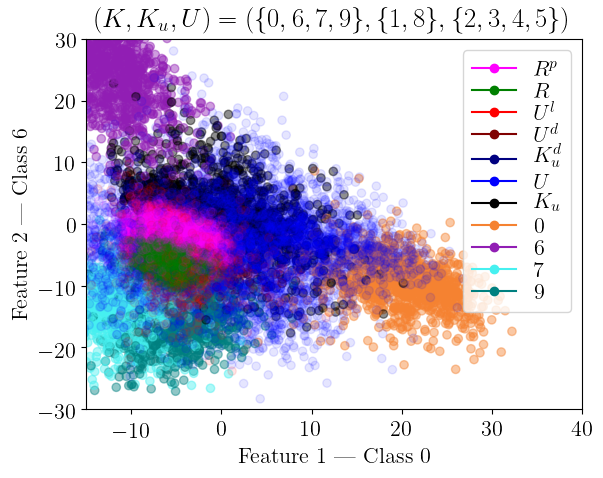 (K, K_u, U) = ({0, 6, 7, 9}, {1, 8}, {2, 3, 4, 5})
30
20
10
0
−10
−20
−30
Feature 2 — Class 6
R^p
R
U^l
U^d
K_u^d
U
K_u
0
6
7
9
−10
0
10
20
30
40
Feature 1 — Class 0